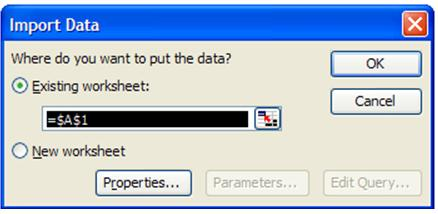 Import Data
Where do you want to put the data?
OK
Existing worksheet:
Cancel
=$A$1
New worksheet
Properties... Parameters... Edit Query...